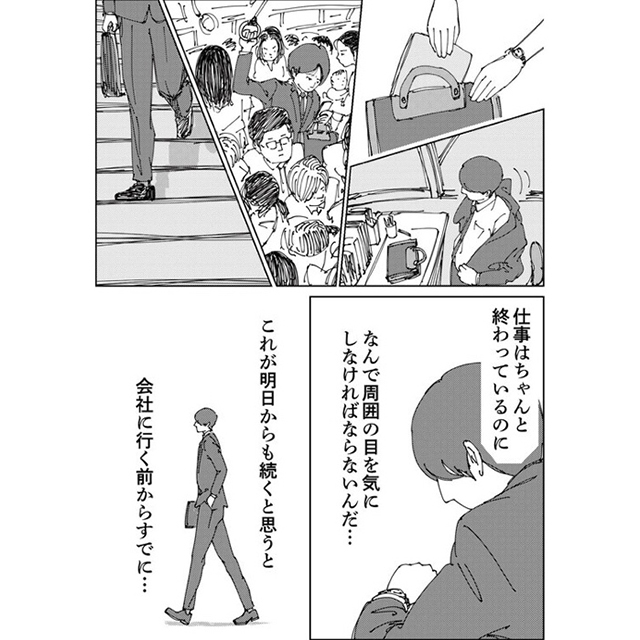 仕事はちゃんと
終わっているのに
なんで周囲の目を気に
しなければならないんだ…
これが明日からも続くと思うと
会社に行く前からすでに…